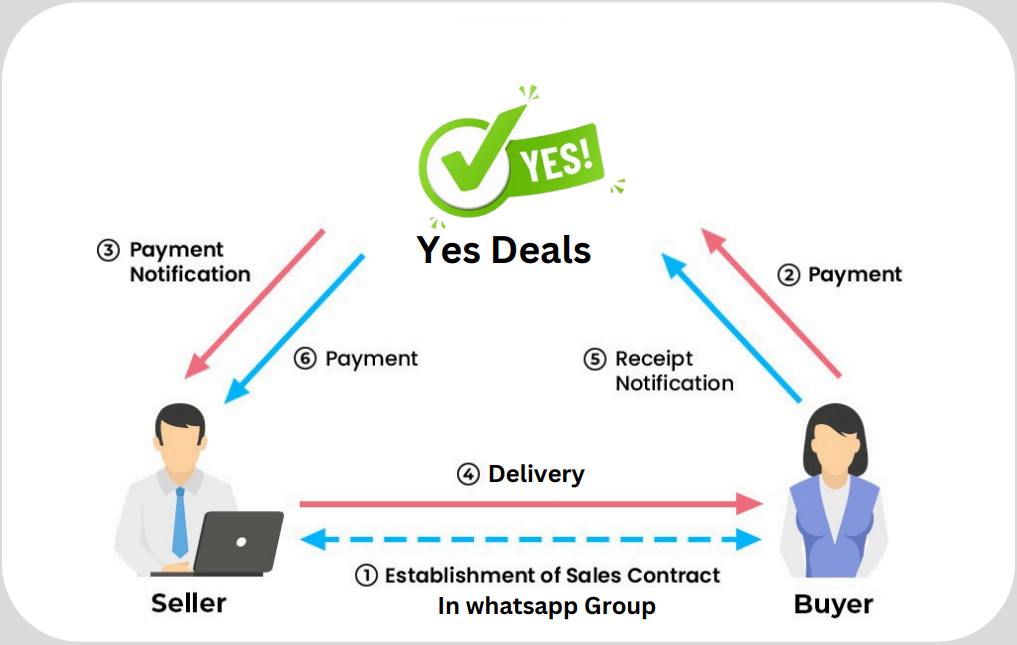 YES!
Yes Deals
③ Payment
Notification
② Payment
⑥ Payment
⑤ Receipt
Notification
④ Delivery
① Establishment of Sales Contract
In whatsapp Group
Seller
Buyer